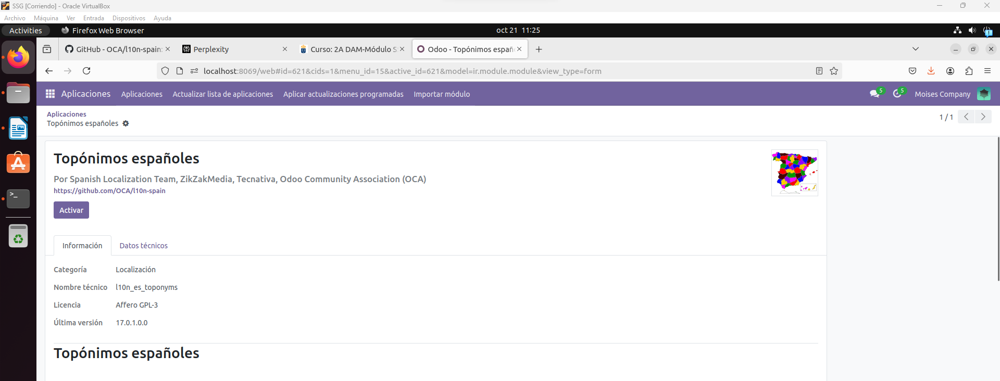 SSG [Corriendo] - Oracle VirtualBox
Archivo Máquina Ver Entrada Dispositivos Ayuda
Activities Firefox Web Browser oct 21 11:25
GitHub - OCA/l10n-spain: Perplexity Curso: 2A DAM-Módulo S Odoo - Topónimos españ
localhost:8069/web#id=621&cids=1&menu_id=15&active_id=621&model=ir.module.module&view_type=form
Aplicaciones Aplicaciones Actualizar lista de aplicaciones Aplicar actualizaciones programadas Importar módulo 5 5 Moises Company
Aplicaciones
Topónimos españoles
1 / 1
Topónimos españoles
Por Spanish Localization Team, ZikZakMedia, Tecnativa, Odoo Community Association (OCA)
https://github.com/OCA/l10n-spain
Activar
Información Datos técnicos
Categoría Localización
Nombre técnico l10n_es_toponyms
Licencia Affero GPL-3
Última versión 17.0.1.0.0
Topónimos españoles